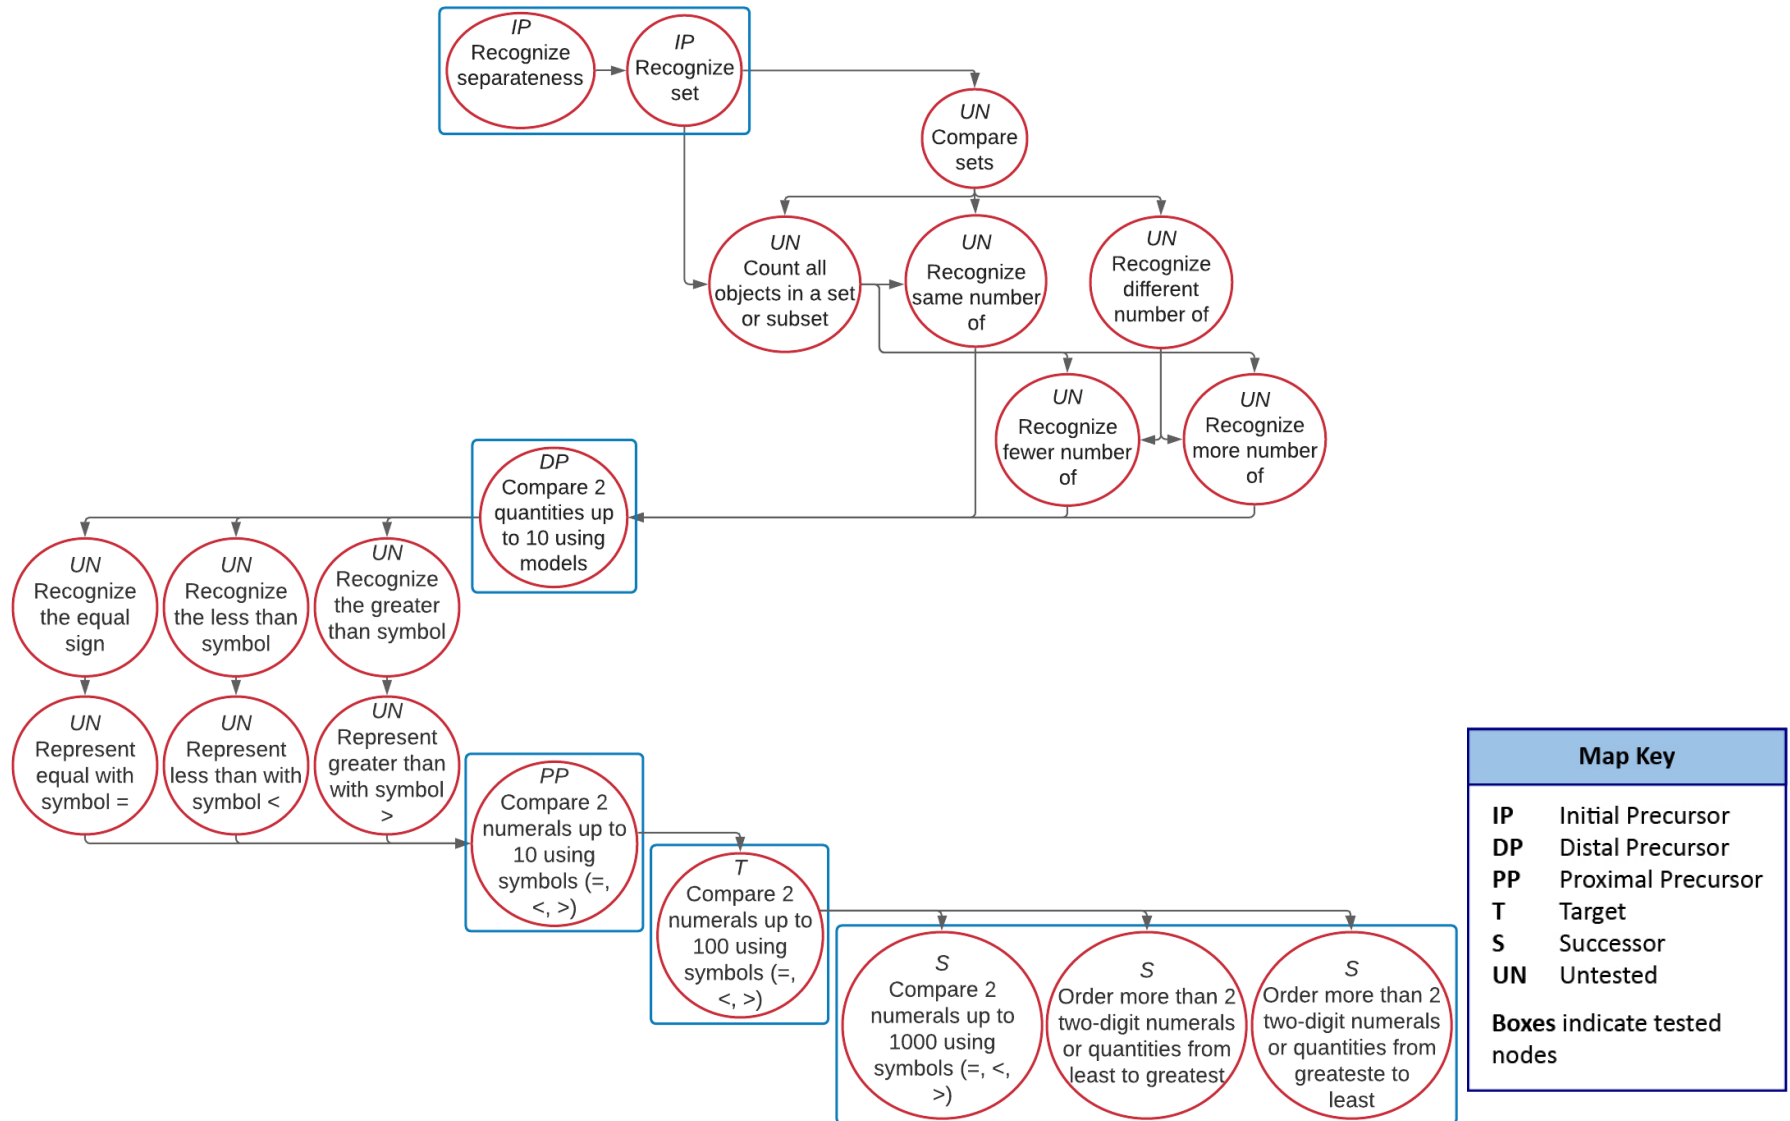 IP
Recognize
separateness
IP
Recognize
set
UN
Compare
sets
UN
Count all
objects in a set
or subset
UN
Recognize
same number
of
UN
Recognize
different
number of
UN
Recognize
fewer number
of
UN
Recognize
more number
of
DP
Compare 2
quantities up
to 10 using
models
UN
Recognize
the equal
sign
UN
Recognize
the less than
symbol
UN
Recognize
the greater
than symbol
UN
Represent
equal with
symbol =
UN
Represent
less than with
symbol <
UN
Represent
greater than
with symbol
>
PP
Compare 2
numerals up to
10 using
symbols (=,
<, >)
T
Compare 2
numerals up to
100 using
symbols (=,
<, >)
S
Compare 2
numerals up to
1000 using
symbols (=, <,
>)
S
Order more than 2
two-digit numerals
or quantities from
least to greatest
S
Order more than 2
two-digit numerals
or quantities from
greateste to
least
Map Key
IP Initial Precursor
DP Distal Precursor
PP Proximal Precursor
T Target
S Successor
UN Untested
Boxes indicate tested
nodes